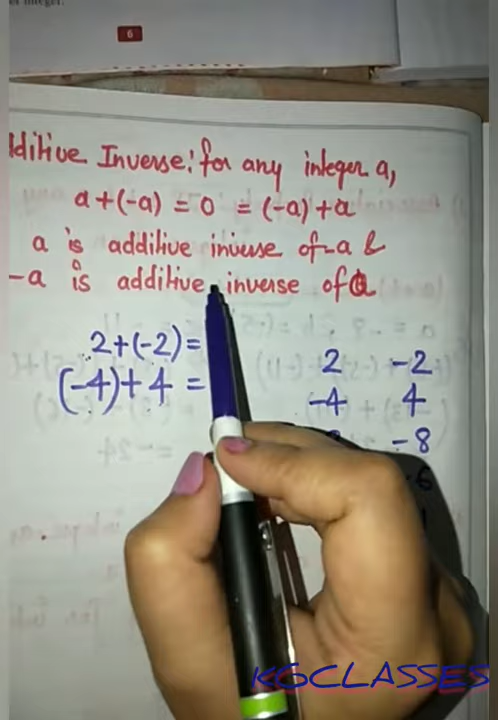 6
dditive Inverse: for any integer a,
a+(-a) = 0 = (-a)+a
a is additive inverse of -a &
-a is additive inverse of a
2+(-2)=
(-4)+4 =
2 -2
-4 4
-8
KGCLASSES